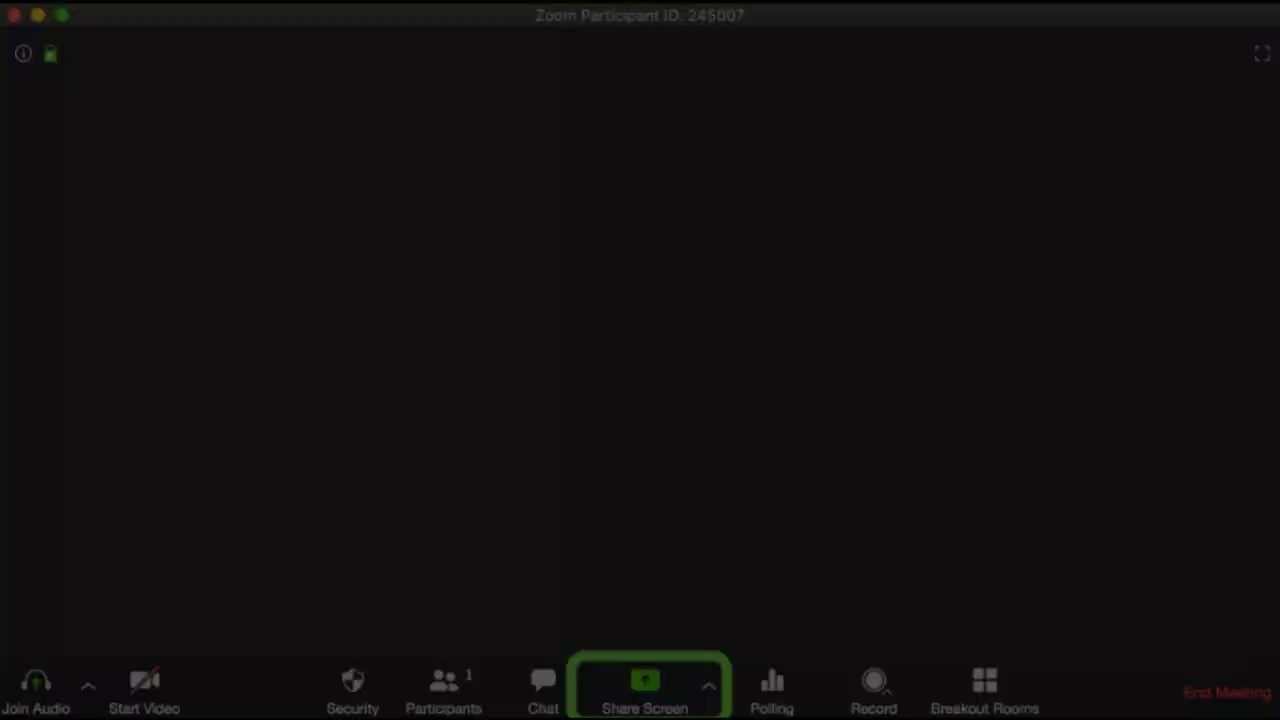 Zoom Participant ID: 245007
1
Join Audio
Start Video
Security
Participants
Chat
Share Screen
Polling
Record
Breakout Rooms
End Meeting